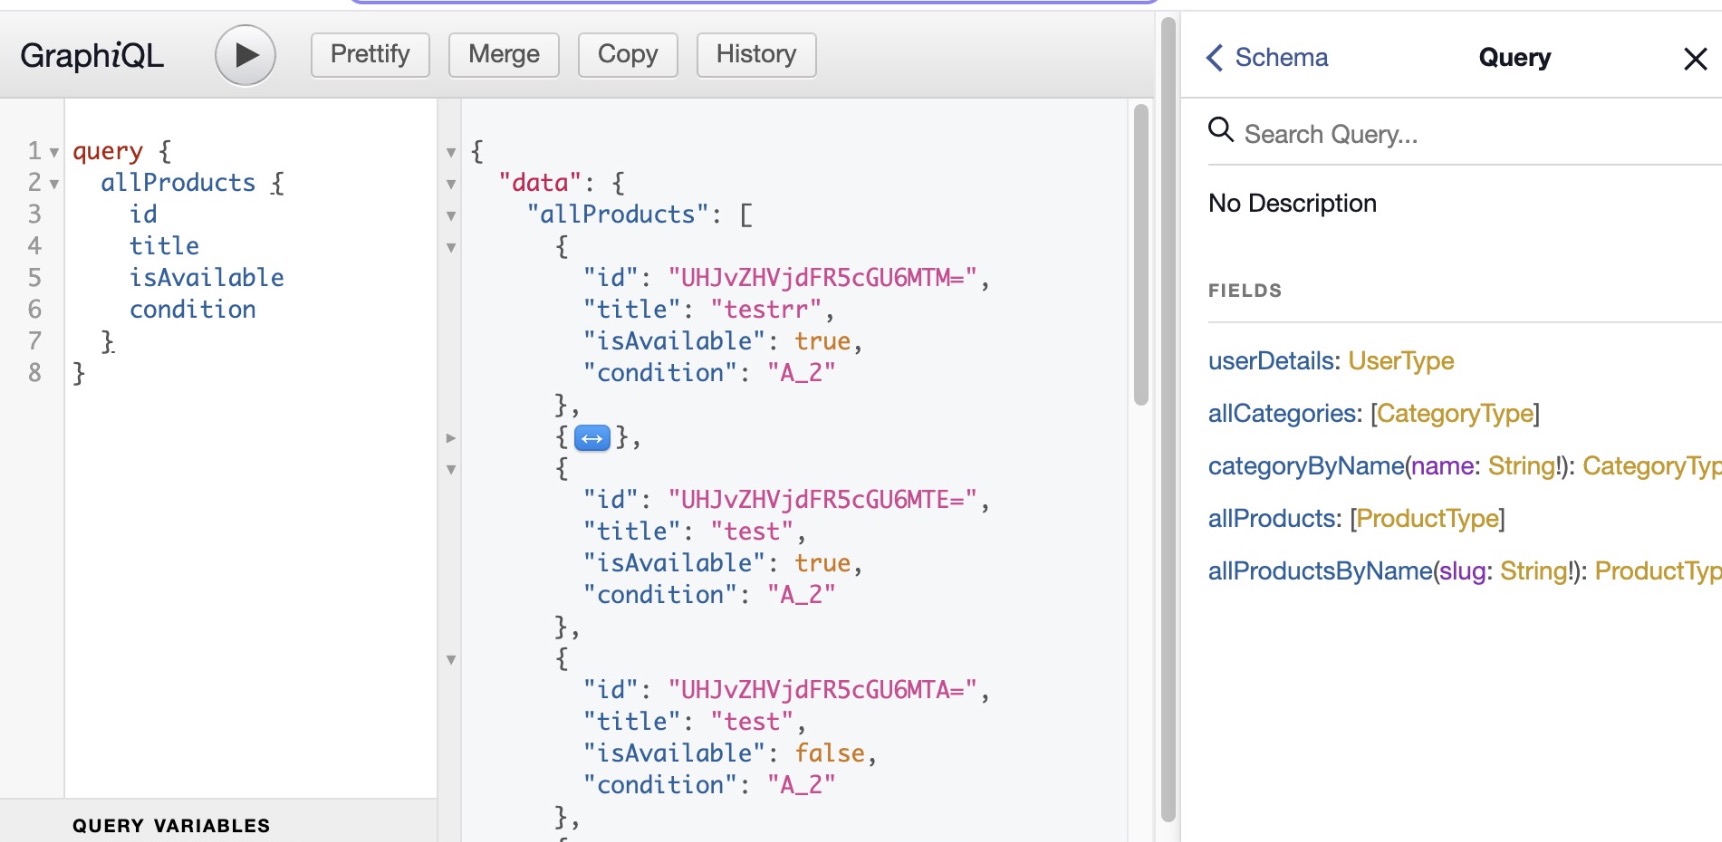 GraphiQL
Prettify
Merge
Copy
History
1 query {
2 allProducts {
3 id
4 title
5 isAvailable
6 condition
7 }
8 }
QUERY VARIABLES
{
"data": {
"allProducts": [
{
"id": "UHJvZHVjdFR5cGU6MTM=",
"title": "testrr",
"isAvailable": true,
"condition": "A_2"
},
{↔},
{
"id": "UHJvZHVjdFR5cGU6MTE=",
"title": "test",
"isAvailable": true,
"condition": "A_2"
},
{
"id": "UHJvZHVjdFR5cGU6MTA=",
"title": "test",
"isAvailable": false,
"condition": "A_2"
},
Schema
Query
Search Query...
No Description
FIELDS
userDetails: UserType
allCategories: [CategoryType]
categoryByName(name: String!): CategoryTyp
allProducts: [ProductType]
allProductsByName(slug: String!): ProductTyp